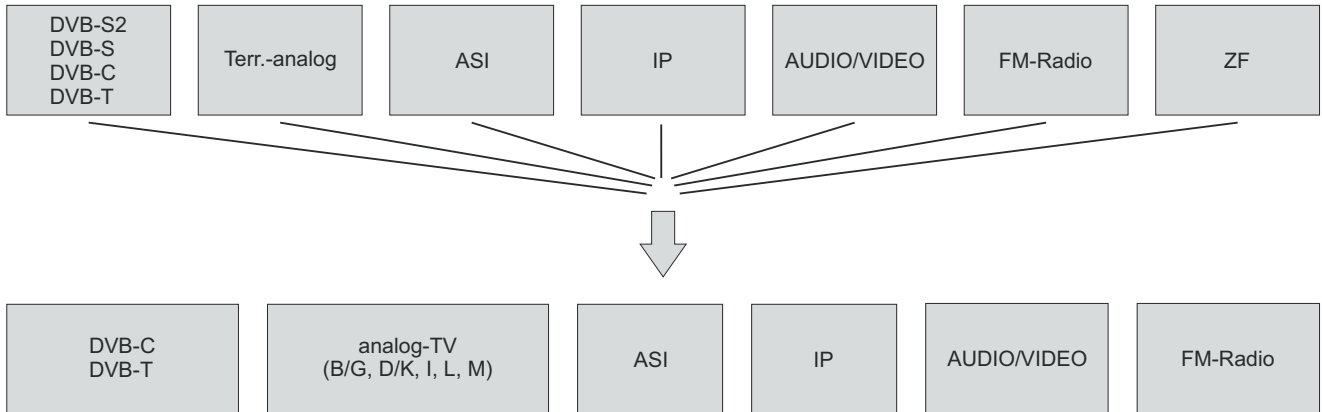 DVB-S2
DVB-S
DVB-C
DVB-T
Terr.-analog
ASI
IP
AUDIO/VIDEO
FM-Radio
ZF
DVB-C
DVB-T
analog-TV
(B/G, D/K, I, L, M)
ASI
IP
AUDIO/VIDEO
FM-Radio